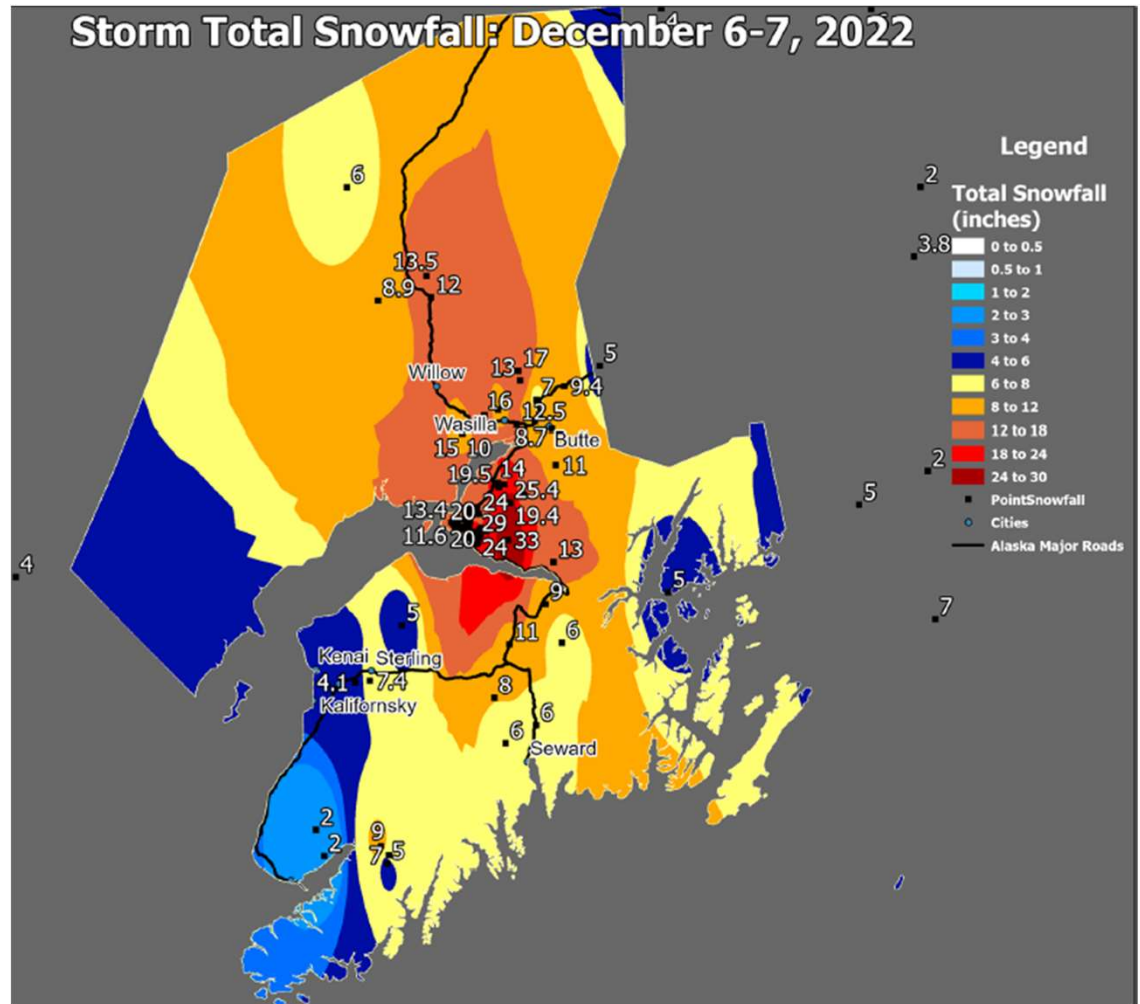 4
Storm Total Snowfall: December 6-7, 2022
Legend
Total Snowfall
(inches)
0 to 0.5
0.5 to 1
1 to 2
2 to 3
3 to 4
4 to 6
6 to 8
8 to 12
12 to 18
18 to 24
24 to 30
PointSnowfall
Cities
Alaska Major Roads
6
2
3.8
13.5
8.9
12
5
17
13
Willow
7
9.4
16
12.5
Wasilla
8.7
Butte
15
10
11
14
19.5
25.4
2
5
13.4
20
24
19.4
29
11.6
20
33
24
13
4
5
9
7
5
11
6
Kenai
Sterling
4.1
7.4
8
Kalifornsky
6
6
Seward
2
2
9
7
5